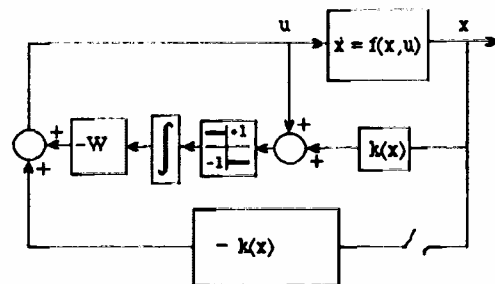 u
x
ẋ = f(x,u)
+
+
+
+
-W
∫
+1
-1
k(x)
- k(x)